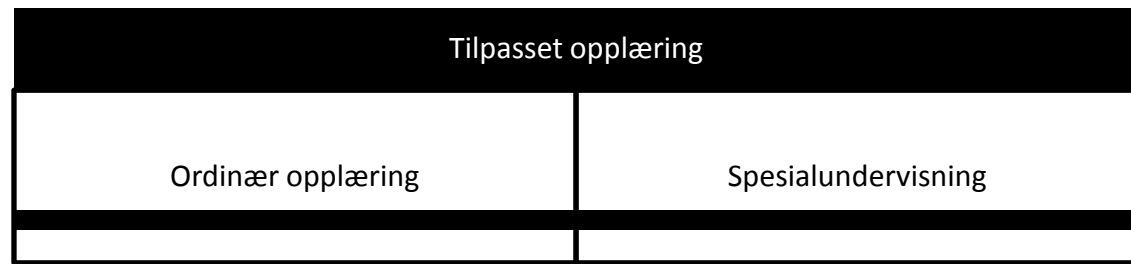 Tilpasset opplæring
Ordinær opplæring
Spesialundervisning